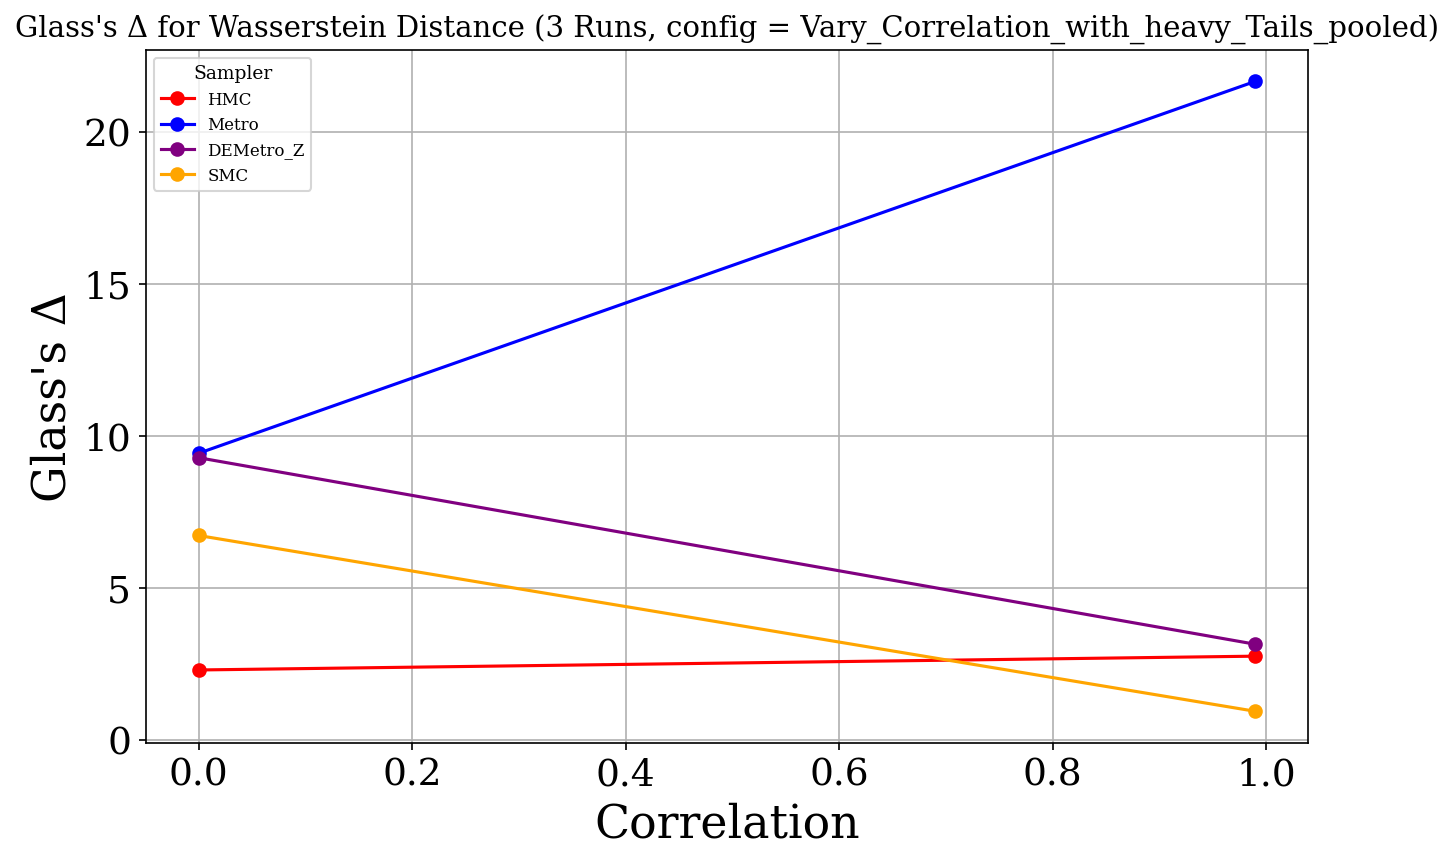 Glass's Δ for Wasserstein Distance (3 Runs, config = Vary_Correlation_with_heavy_Tails_pooled)
Sampler
HMC
Metro
DEMetro_Z
SMC
Glass's Δ
20
15
10
5
0
0.0 0.2 0.4 0.6 0.8 1.0
Correlation